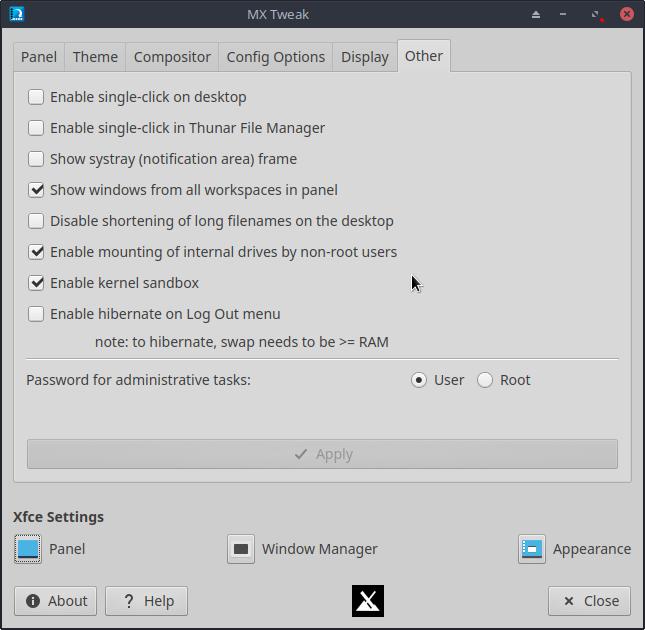 MX Tweak
Panel Theme Compositor Config Options Display Other
Enable single-click on desktop
Enable single-click in Thunar File Manager
Show systray (notification area) frame
Show windows from all workspaces in panel
Disable shortening of long filenames on the desktop
Enable mounting of internal drives by non-root users
Enable kernel sandbox
Enable hibernate on Log Out menu
note: to hibernate, swap needs to be >= RAM
Password for administrative tasks: User Root
Apply
Xfce Settings
Panel Window Manager Appearance
About Help Close